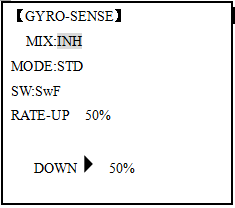 【GYRO-SENSE】
MIX:INH
MODE:STD
SW:SwF
RATE-UP 50%
DOWN 50%